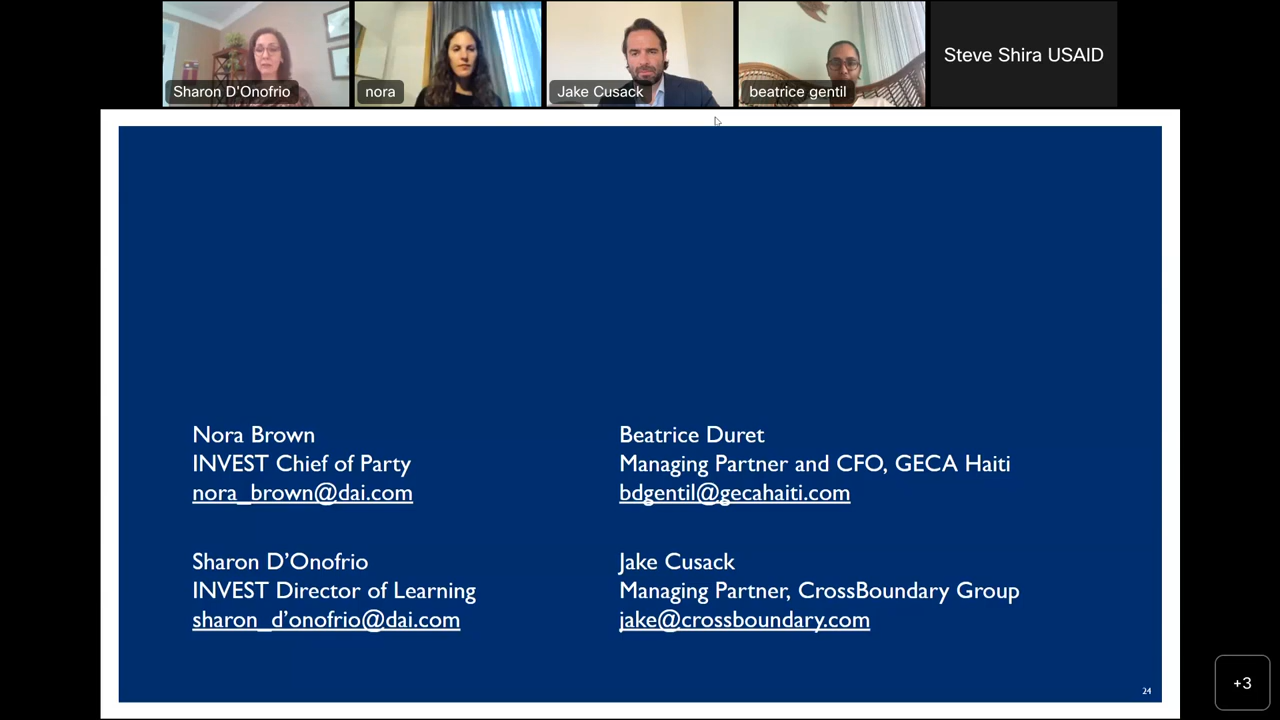 Sharon D'Onofrio
nora
Jake Cusack
beatrice gentil
Steve Shira USAID
Nora Brown
INVEST Chief of Party
nora_brown@dai.com
Beatrice Duret
Managing Partner and CFO, GECA Haiti
bdgentil@gecahaiti.com
Sharon D’Onofrio
INVEST Director of Learning
sharon_d’onofrio@dai.com
Jake Cusack
Managing Partner, CrossBoundary Group
jake@crossboundary.com
24
+3